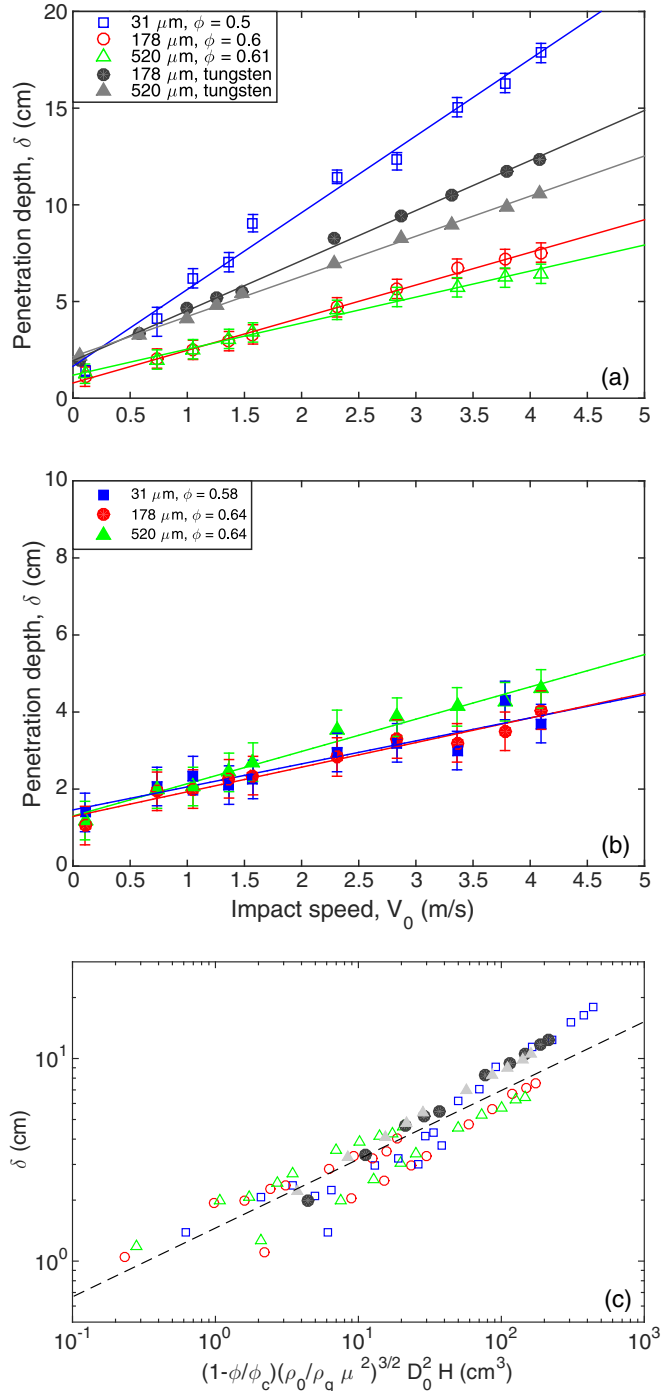 20
15
10
5
0
Penetration depth, δ (cm)
31 μm, ϕ = 0.5
178 μm, ϕ = 0.6
520 μm, ϕ = 0.61
178 μm, tungsten
520 μm, tungsten
(a)
0 0.5 1 1.5 2 2.5 3 3.5 4 4.5 5
10
8
6
4
2
0
Penetration depth, δ (cm)
31 μm, ϕ = 0.58
178 μm, ϕ = 0.64
520 μm, ϕ = 0.64
(b)
0 0.5 1 1.5 2 2.5 3 3.5 4 4.5 5
Impact speed, V₀ (m/s)
10¹
10⁰
δ (cm)
(c)
10⁻¹ 10⁰ 10¹ 10² 10³
(1-ϕ/ϕ_c)(ρ₀/ρ_g μ²)^3/2 D₀² H (cm³)